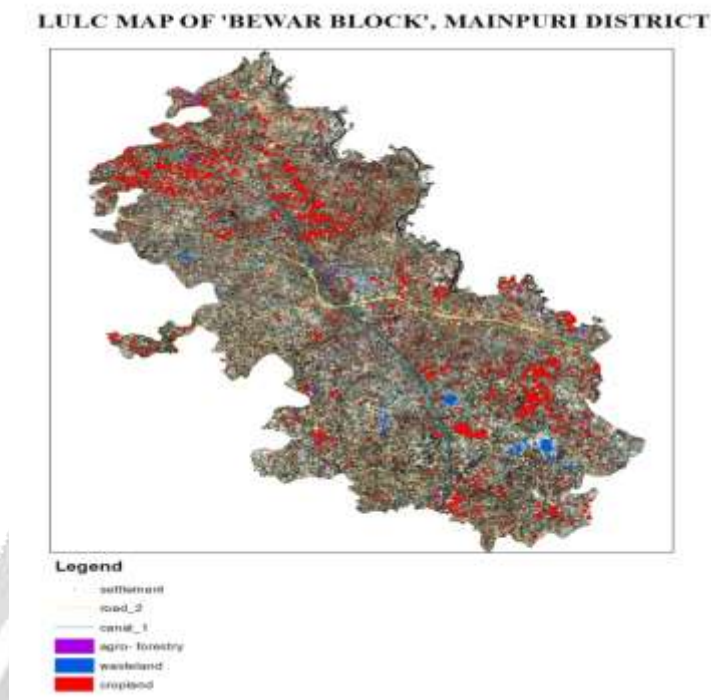 LULC MAP OF 'BEWAR BLOCK', MAINPURI DISTRICT
Legend
settlement
road_2
canal_1
agro- forestry
wasteland
cropland